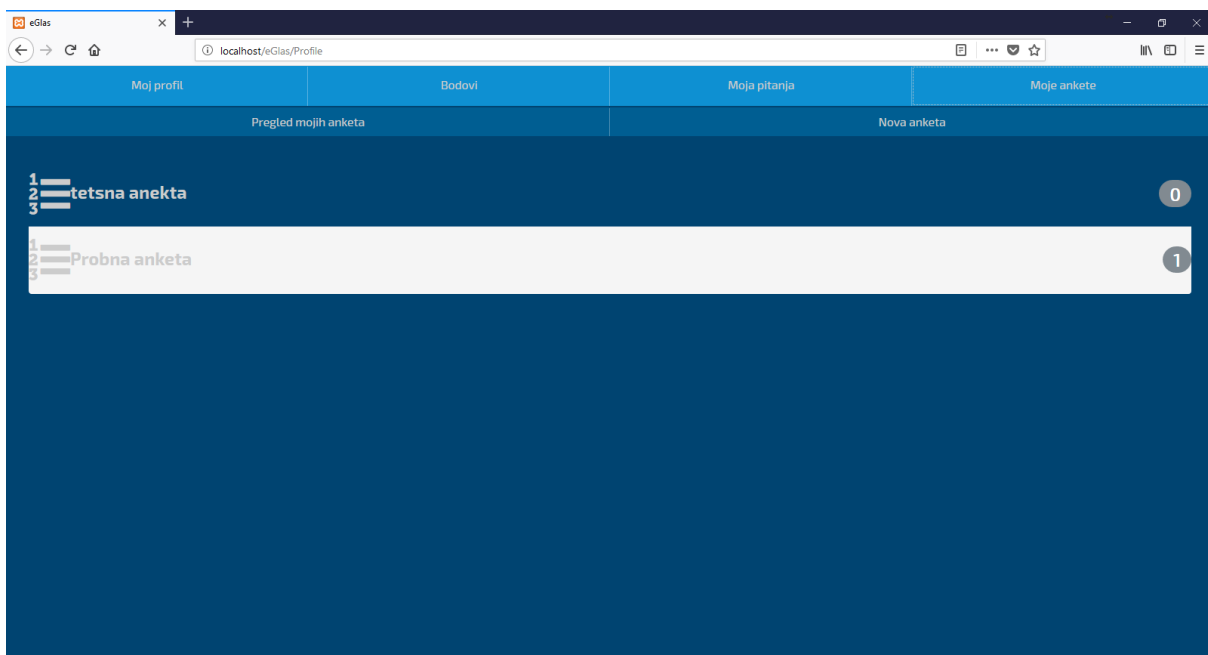 eGlas
localhost/eGlas/Profile
Moj profil Bodovi Moja pitanja Moje ankete
Pregled mojih anketa Nova anketa
1
2
3
tetsna anekta 0
1
2
3
Probna anketa 1